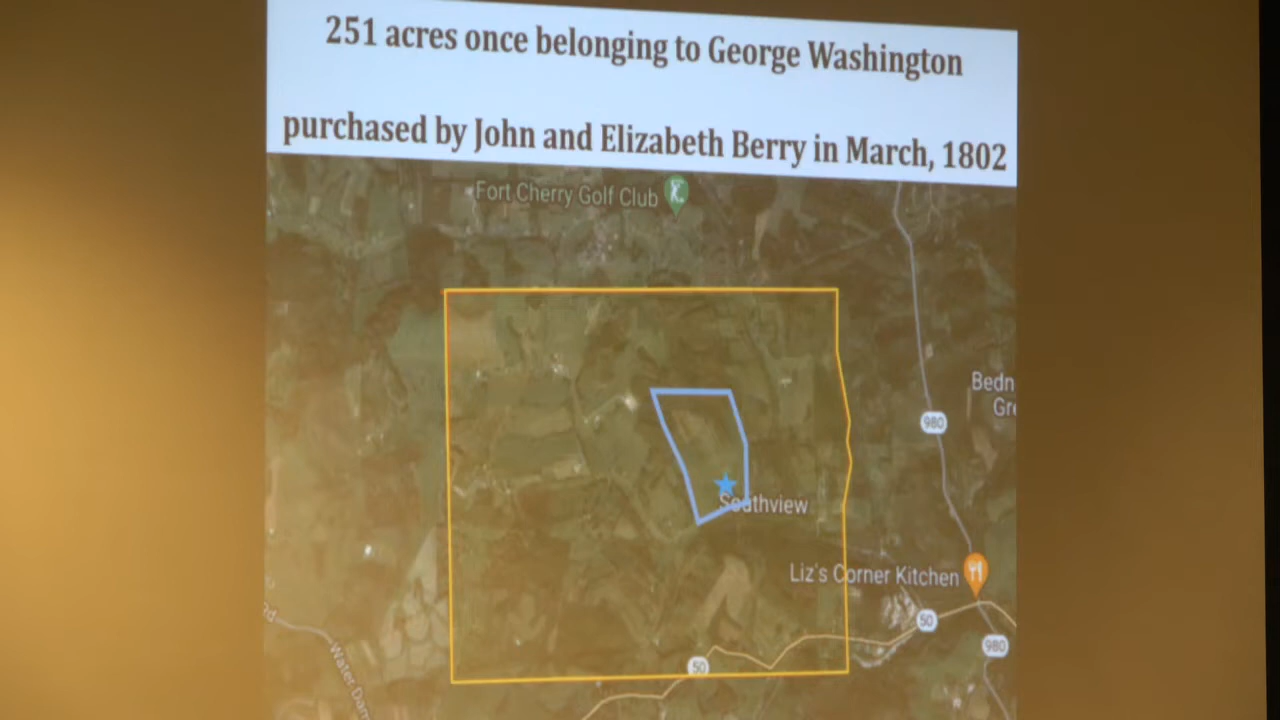 251 acres once belonging to George Washington
purchased by John and Elizabeth Berry in March, 1802
Fort Cherry Golf Club
Bedn
Gre
980
Southview
Liz's Corner Kitchen
50
980
50
Rd
Water Dam